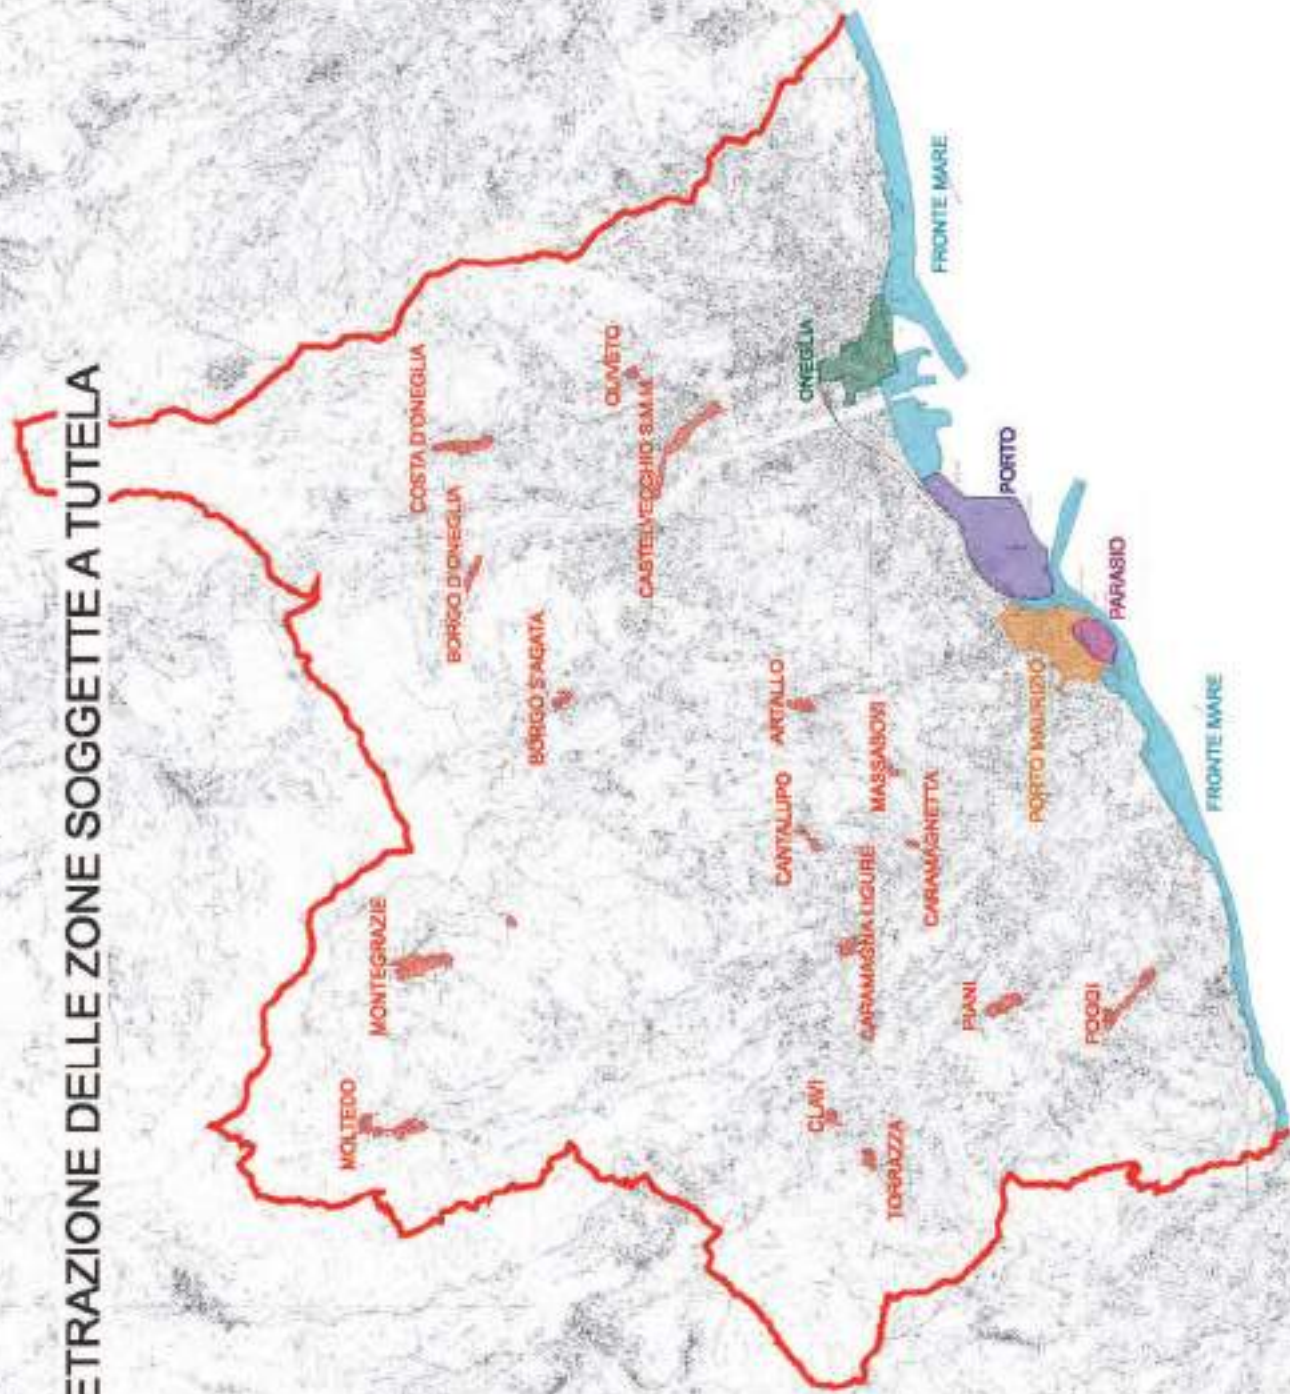 ETRAZIONE DELLE ZONE SOGGETTE A TUTELA
MOLTEDO
MONTEGRAZIE
COSTA D'ONEGLIA
BORGO D'ONEGLIA
BORGO S'AGATA
OLIVETO
CASTELVECCHIO S.M.M.
CANTALUPO
ARTALLO
ONEGLIA
CLAVI
CARAMAGNA LIGURE
MASSABOVI
TORRAZZA
CARAMAGNETTA
FRONTE MARE
PIANI
PORTO MAURIZIO
PORTO
POGGI
PARASIO
FRONTE MARE